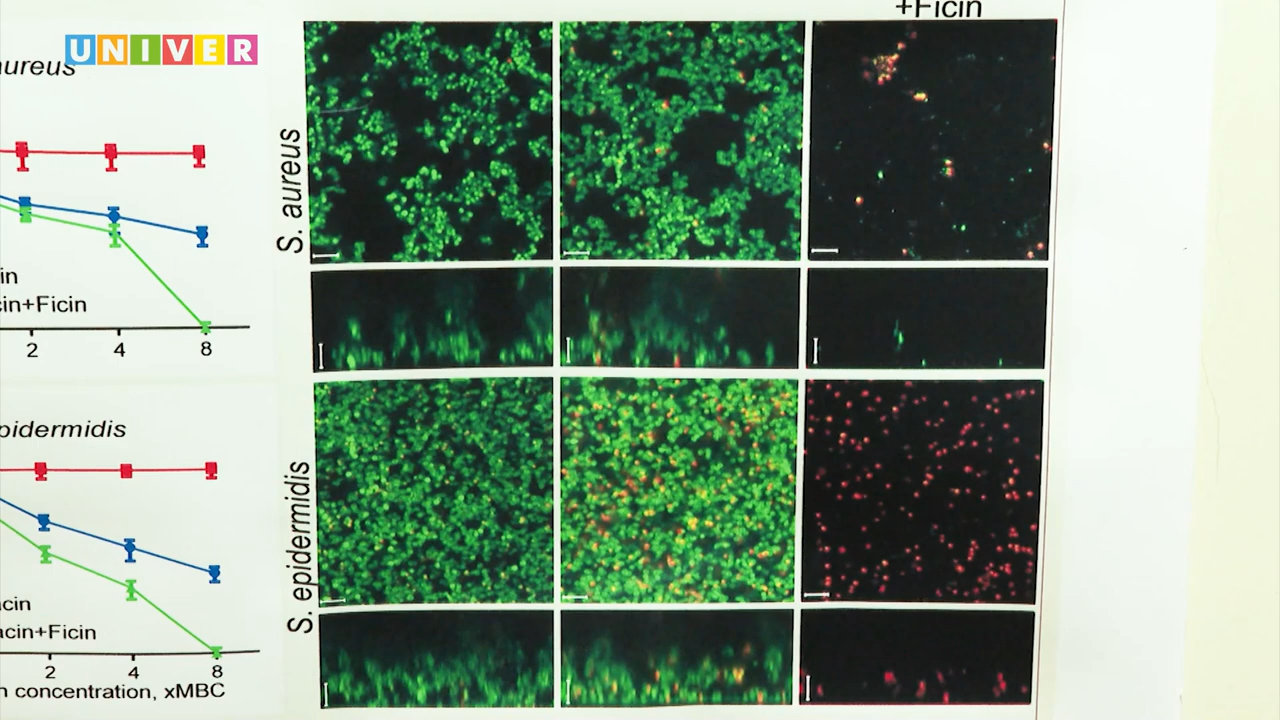 +Ficin
UNIVER
aureus
S. aureus
in
cin+Ficin
2 4 8
pidermidis
S. epidermidis
acin
acin+Ficin
2 4 8
n concentration, xMBC